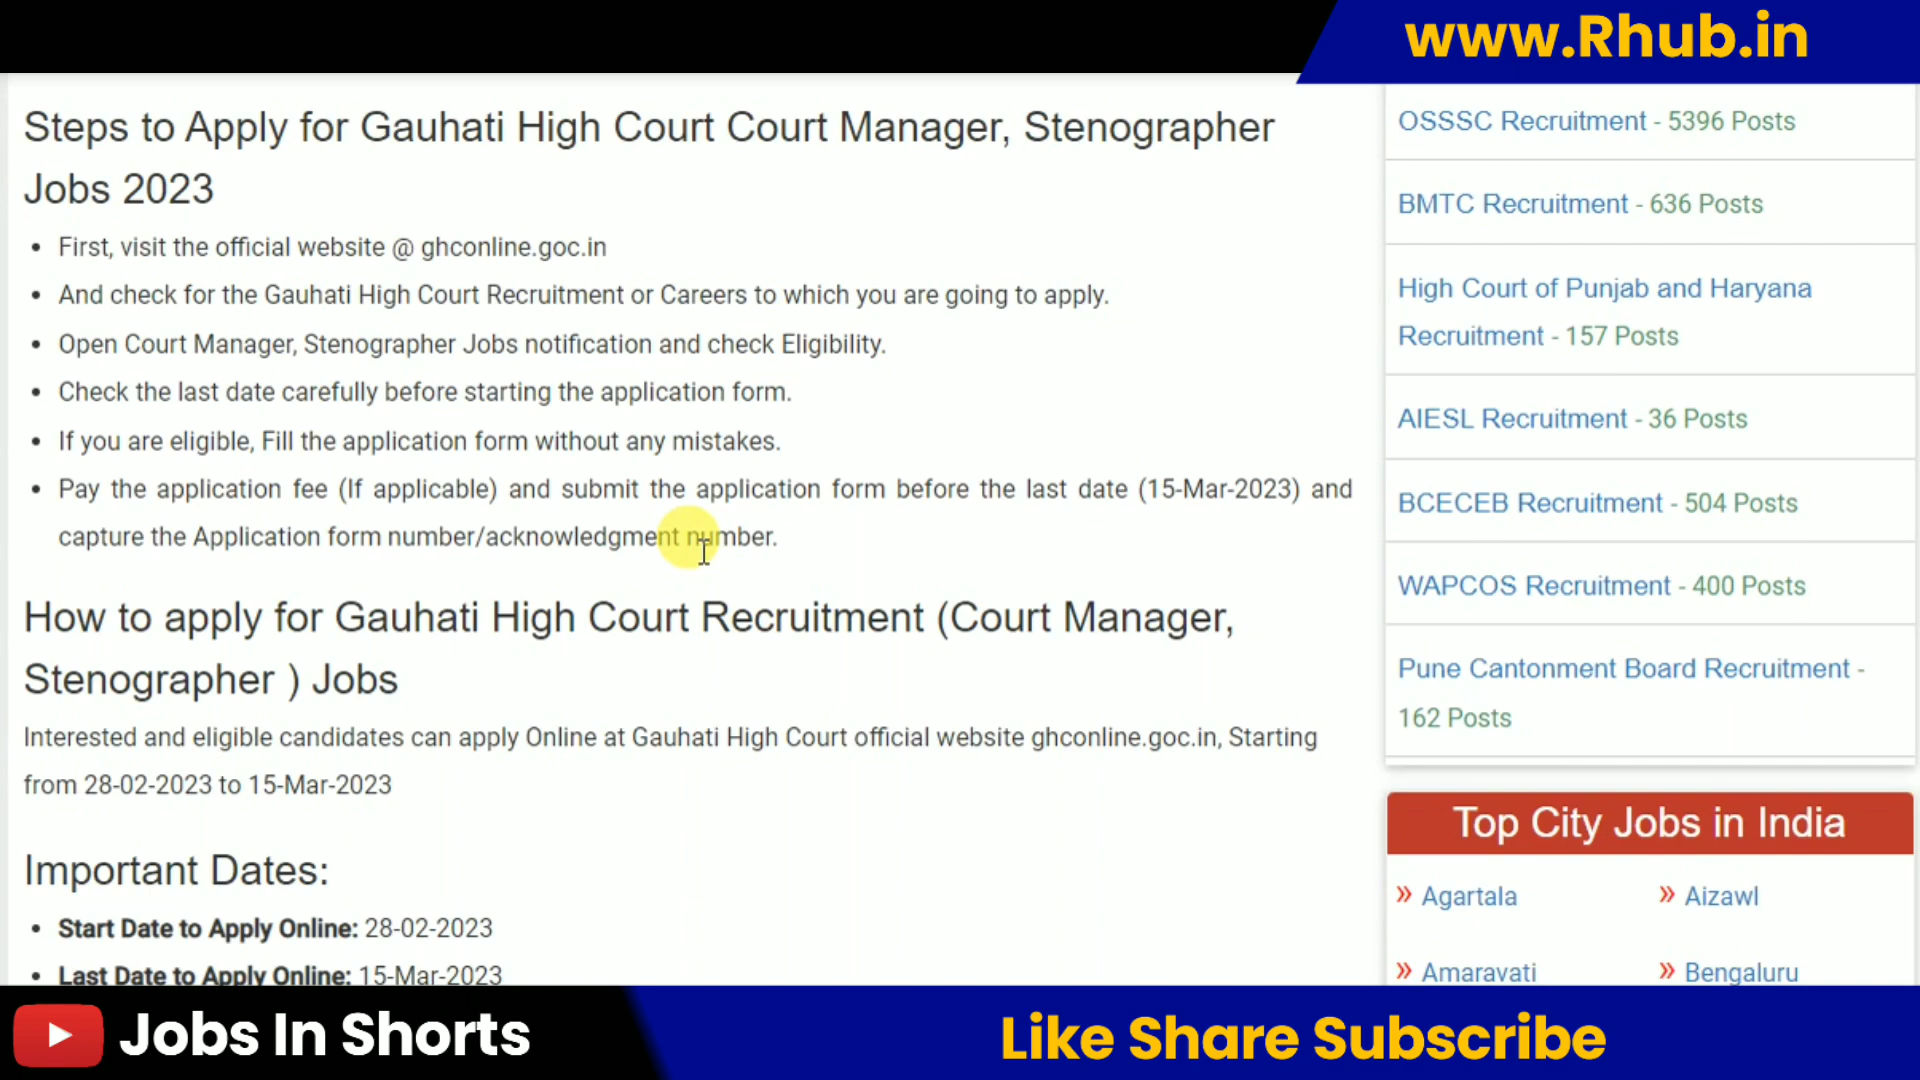 www.Rhub.in
Steps to Apply for Gauhati High Court Court Manager, Stenographer
Jobs 2023
• First, visit the official website @ ghconline.goc.in
• And check for the Gauhati High Court Recruitment or Careers to which you are going to apply.
• Open Court Manager, Stenographer Jobs notification and check Eligibility.
• Check the last date carefully before starting the application form.
• If you are eligible, Fill the application form without any mistakes.
• Pay the application fee (If applicable) and submit the application form before the last date (15-Mar-2023) and
capture the Application form number/acknowledgment number.
How to apply for Gauhati High Court Recruitment (Court Manager,
Stenographer ) Jobs
Interested and eligible candidates can apply Online at Gauhati High Court official website ghconline.goc.in, Starting
from 28-02-2023 to 15-Mar-2023
Important Dates:
• Start Date to Apply Online: 28-02-2023
• Last Date to Apply Online: 15-Mar-2023
OSSSC Recruitment - 5396 Posts
BMTC Recruitment - 636 Posts
High Court of Punjab and Haryana
Recruitment - 157 Posts
AIESL Recruitment - 36 Posts
BCECEB Recruitment - 504 Posts
WAPCOS Recruitment - 400 Posts
Pune Cantonment Board Recruitment -
162 Posts
Top City Jobs in India
» Agartala » Aizawl
» Amaravati » Bengaluru
Jobs In Shorts
Like Share Subscribe